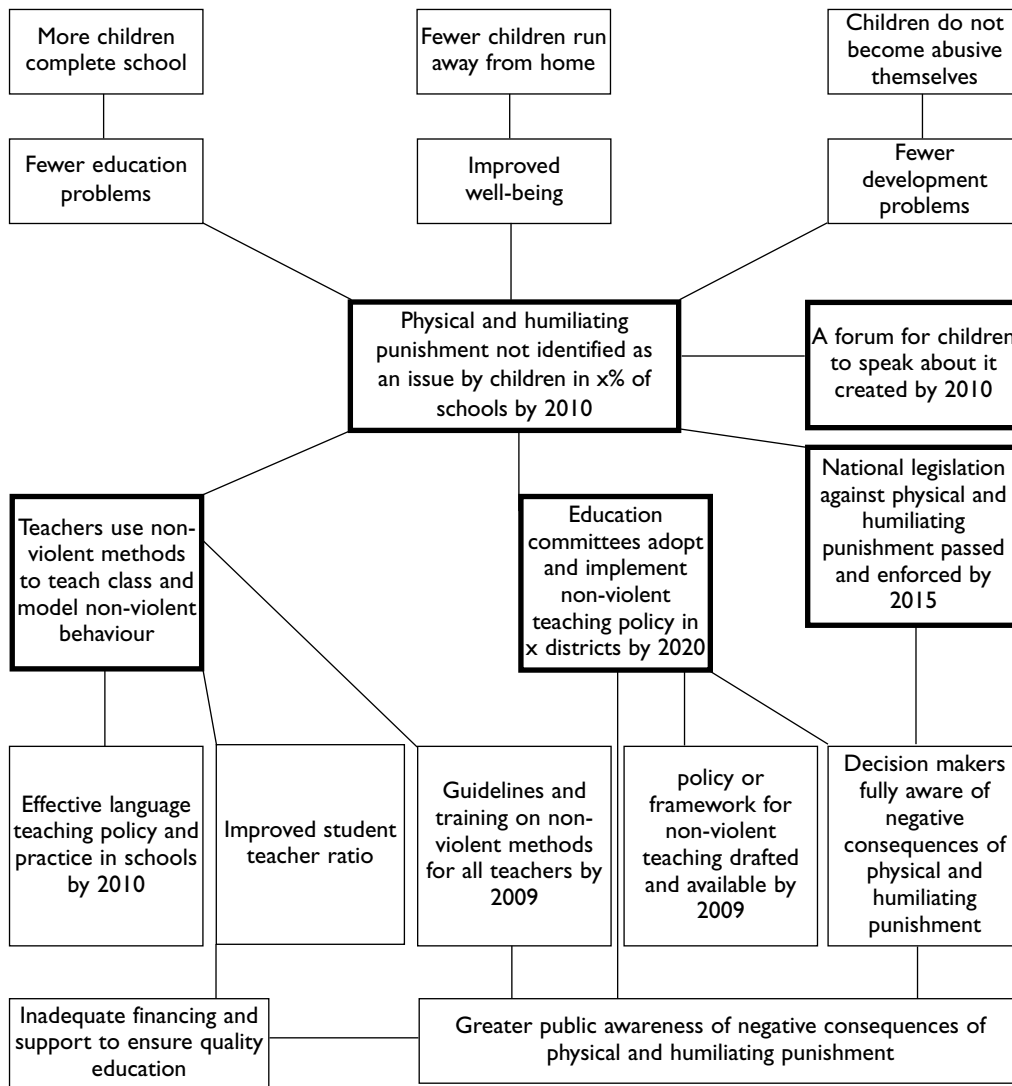 More children
complete school
Fewer children run
away from home
Children do not
become abusive
themselves
Fewer education
problems
Improved
well-being
Fewer
development
problems
Physical and humiliating
punishment not identified as
an issue by children in x% of
schools by 2010
A forum for children
to speak about it
created by 2010
Teachers use non-
violent methods
to teach class and
model non-violent
behaviour
Education
committees adopt
and implement
non-violent
teaching policy in
x districts by 2020
National legislation
against physical and
humiliating
punishment passed
and enforced by
2015
Effective language
teaching policy and
practice in schools
by 2010
Improved student
teacher ratio
Guidelines and
training on non-
violent methods
for all teachers by
2009
policy or
framework for
non-violent
teaching drafted
and available by
2009
Decision makers
fully aware of
negative
consequences of
physical and
humiliating
punishment
Inadequate financing and
support to ensure quality
education
Greater public awareness of negative consequences of
physical and humiliating punishment